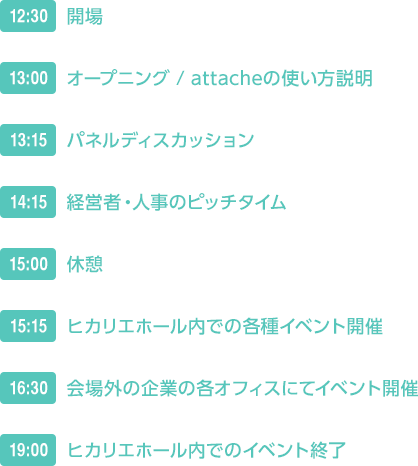 12:30 開場
13:00 オープニング / attacheの使い方説明
13:15 パネルディスカッション
14:15 経営者・人事のピッチタイム
15:00 休憩
15:15 ヒカリエホール内での各種イベント開催
16:30 会場外の企業の各オフィスにてイベント開催
19:00 ヒカリエホール内でのイベント終了